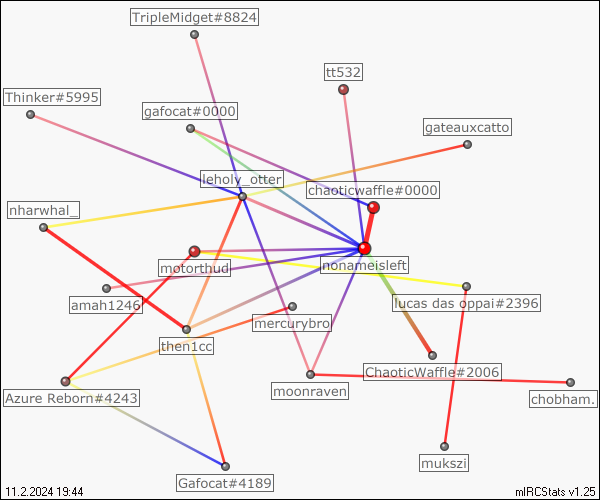 TripleMidget#8824
tt532
Thinker#5995
gafocat#0000
gateauxcatto
leholy_otter
chaoticwaffle#0000
nharwhal_
motorthud
nonameisleft
amah1246
lucas das oppai#2396
mercurybro
then1cc
ChaoticWaffle#2006
moonraven
Azure Reborn#4243
chobham.
mukszi
Gafocat#4189
11.2.2024 19:44
mIRCStats v1.25